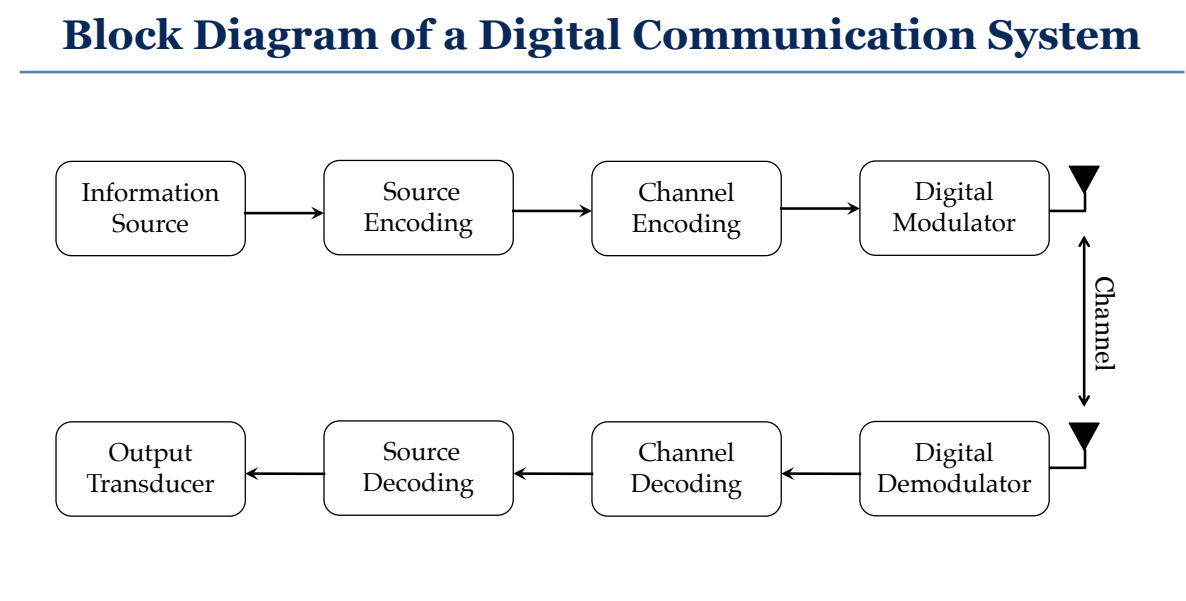 Block Diagram of a Digital Communication System
Information
Source
Source
Encoding
Channel
Encoding
Digital
Modulator
Channel
Output
Transducer
Source
Decoding
Channel
Decoding
Digital
Demodulator